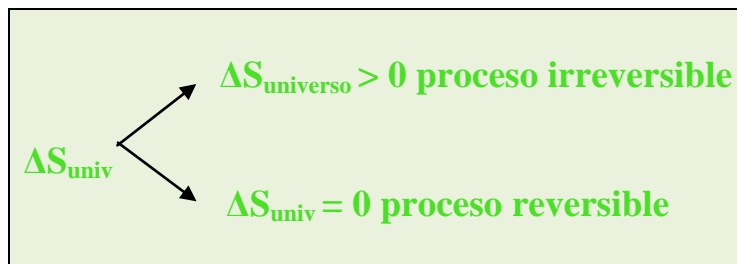 ΔSuniverso > 0 proceso irreversible
ΔSuniv
ΔSuniv = 0 proceso reversible